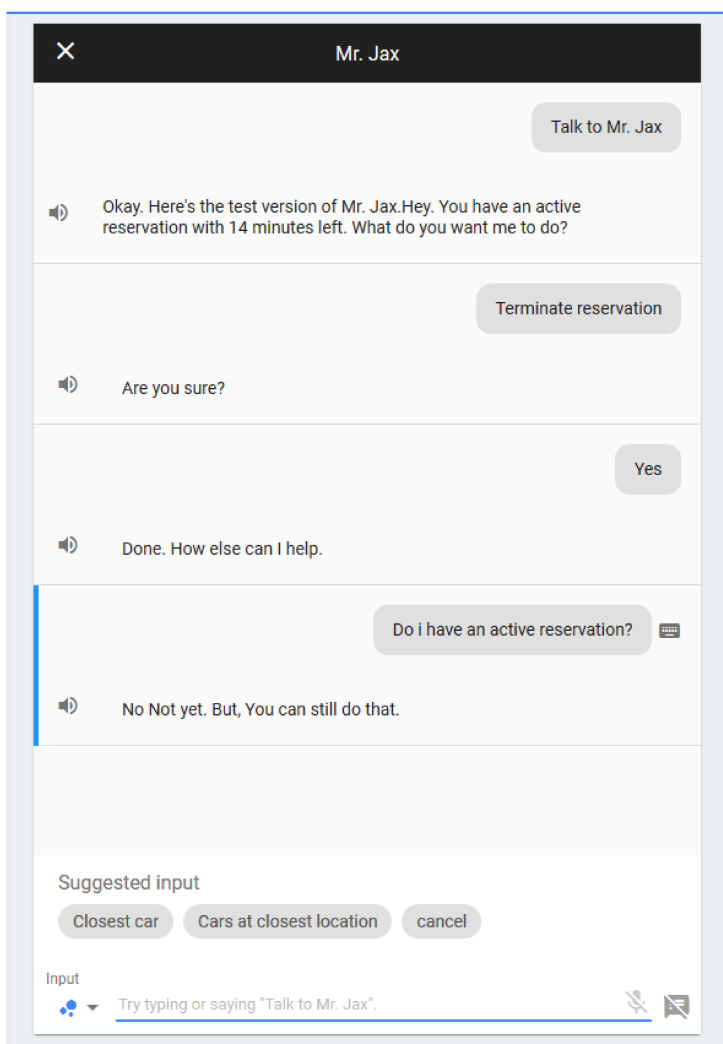 Mr. Jax
Talk to Mr. Jax
Okay. Here's the test version of Mr. Jax.Hey. You have an active
reservation with 14 minutes left. What do you want me to do?
Terminate reservation
Are you sure?
Yes
Done. How else can I help.
Do i have an active reservation?
No Not yet. But, You can still do that.
Suggested input
Closest car
Cars at closest location
cancel
Input
Try typing or saying "Talk to Mr. Jax".